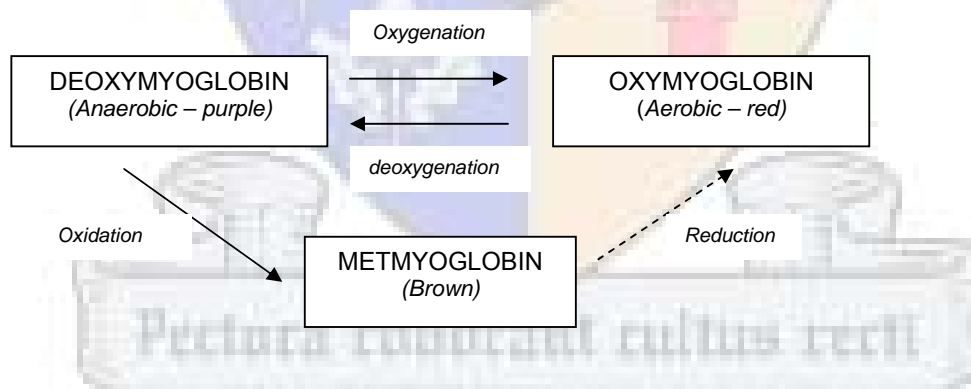 Oxygenation
DEOXYMYOGLOBIN
(Anaerobic – purple)
OXYMYOGLOBIN
(Aerobic – red)
deoxygenation
Oxidation
Reduction
METMYOGLOBIN
(Brown)
Pectora roborant cultus recti